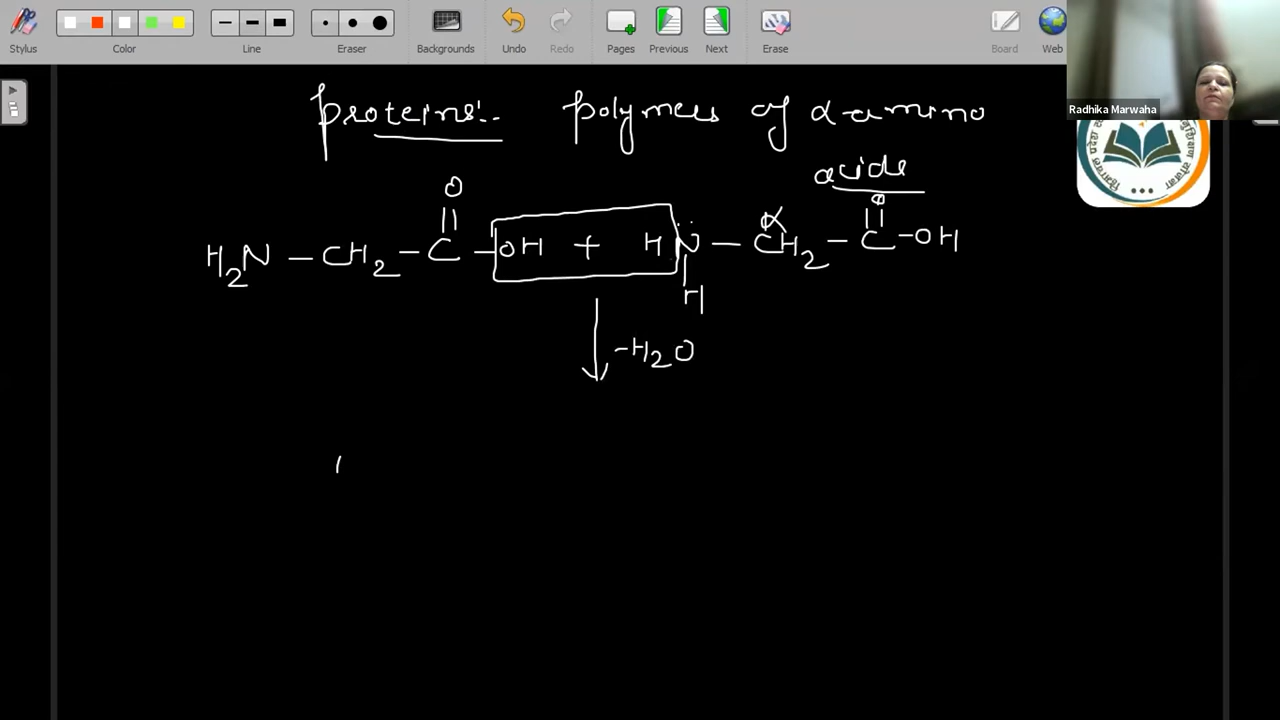 Stylus Color Line Eraser Backgrounds Undo Redo Pages Previous Next Erase Board Web
Radhika Marwaha
Proteins:- polymers of α-amino
acids
O O
|| || α
H2N — CH2 — C — OH + H N̈ — CH2 — C — OH
|
H
↓ -H2O